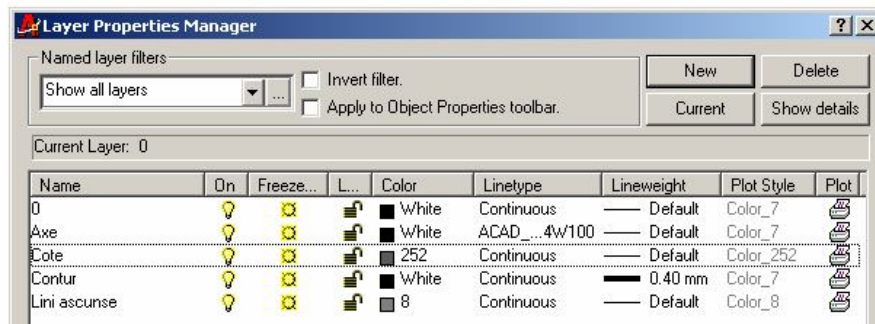 Layer Properties Manager
Named layer filters
Show all layers
...
Invert filter.
Apply to Object Properties toolbar.
New
Delete
Current
Show details
Current Layer: 0
Name On Freeze... L... Color Linetype Lineweight Plot Style Plot
0 White Continuous Default Color_7
Axe White ACAD_...4W100 Default Color_7
Cote 252 Continuous Default Color_252
Contur White Continuous 0.40 mm Color_7
Lini ascunse 8 Continuous Default Color_8